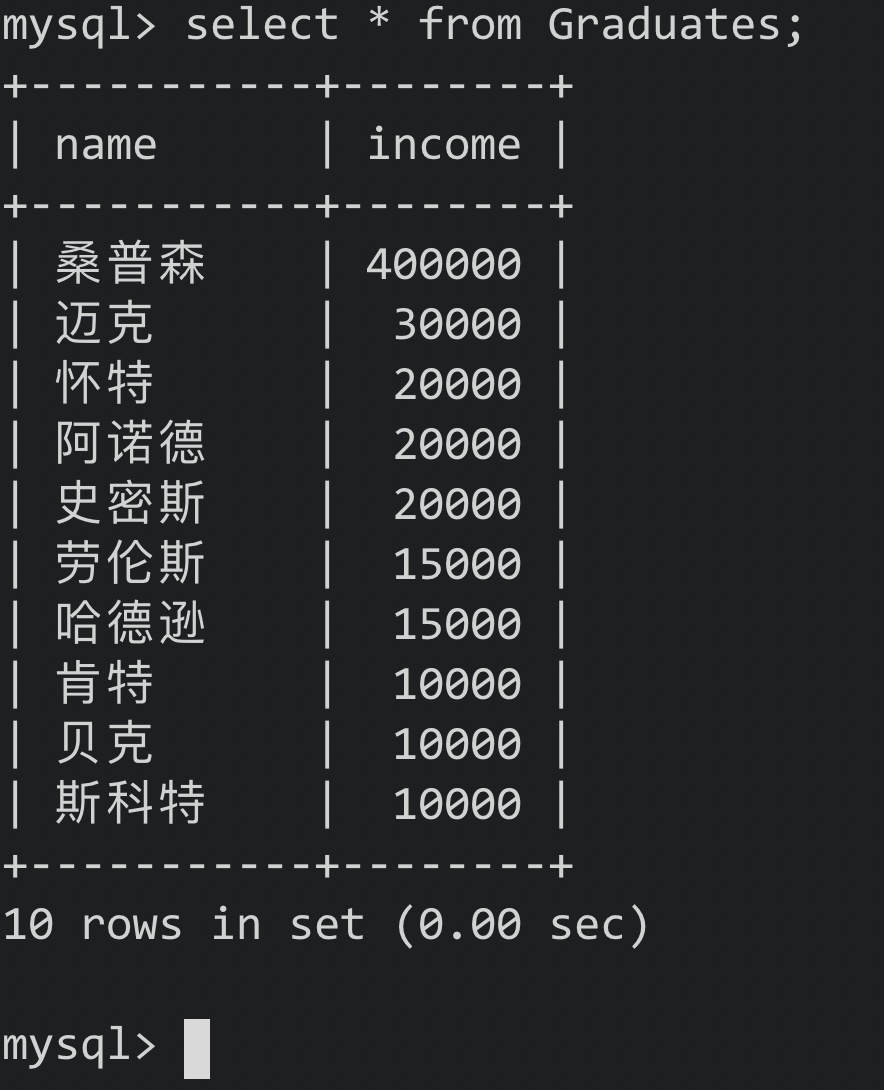 mysql> select * from Graduates;
+-----------+--------+
| name      | income |
+-----------+--------+
| 桑普森    | 400000 |
| 迈克      |  30000 |
| 怀特      |  20000 |
| 阿诺德    |  20000 |
| 史密斯    |  20000 |
| 劳伦斯    |  15000 |
| 哈德逊    |  15000 |
| 肯特      |  10000 |
| 贝克      |  10000 |
| 斯科特    |  10000 |
+-----------+--------+
10 rows in set (0.00 sec)
mysql>